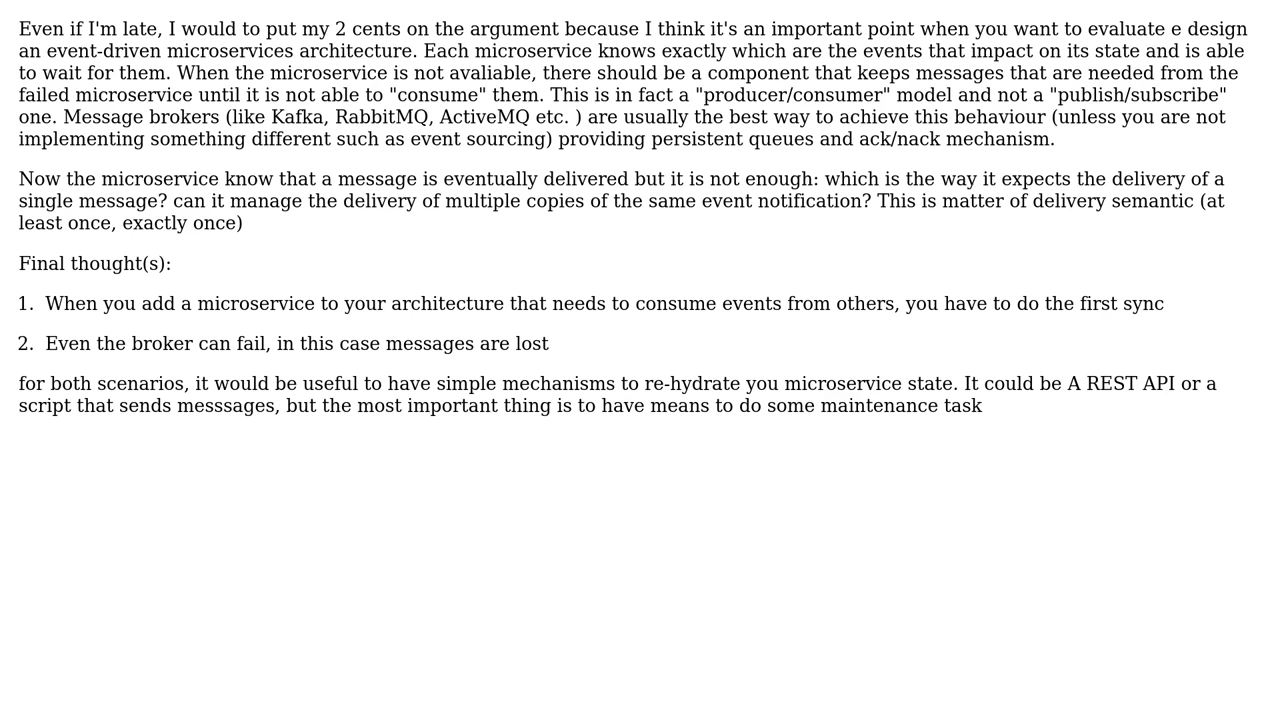 Even if I'm late, I would to put my 2 cents on the argument because I think it's an important point when you want to evaluate e design
an event-driven microservices architecture. Each microservice knows exactly which are the events that impact on its state and is able
to wait for them. When the microservice is not avaliable, there should be a component that keeps messages that are needed from the
failed microservice until it is not able to "consume" them. This is in fact a "producer/consumer" model and not a "publish/subscribe"
one. Message brokers (like Kafka, RabbitMQ, ActiveMQ etc. ) are usually the best way to achieve this behaviour (unless you are not
implementing something different such as event sourcing) providing persistent queues and ack/nack mechanism.
Now the microservice know that a message is eventually delivered but it is not enough: which is the way it expects the delivery of a
single message? can it manage the delivery of multiple copies of the same event notification? This is matter of delivery semantic (at
least once, exactly once)
Final thought(s):
1. When you add a microservice to your architecture that needs to consume events from others, you have to do the first sync
2. Even the broker can fail, in this case messages are lost
for both scenarios, it would be useful to have simple mechanisms to re-hydrate you microservice state. It could be A REST API or a
script that sends messsages, but the most important thing is to have means to do some maintenance task